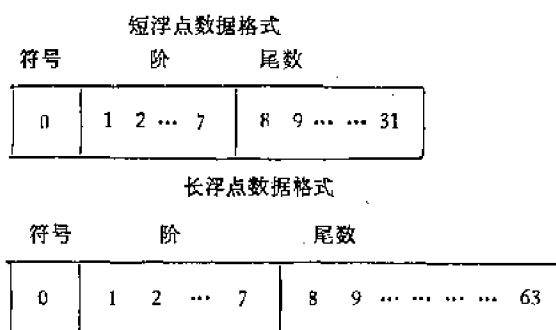 短浮点数据格式
符号 阶 尾数
0 1 2 … 7 8 9 … … 31
长浮点数据格式
符号 阶 尾数
0 1 2 … 7 8 9 … … … … 63